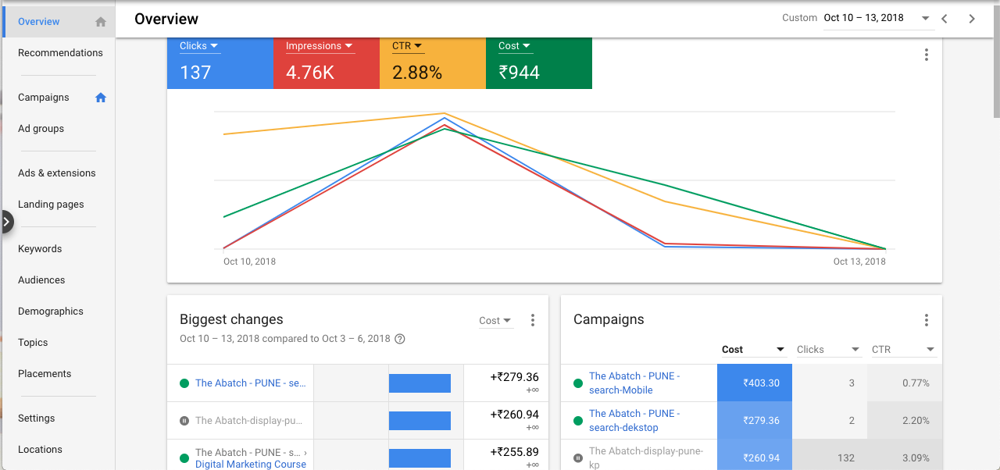 Overview
Recommendations
Campaigns
Ad groups
Ads & extensions
Landing pages
Keywords
Audiences
Demographics
Topics
Placements
Settings
Locations
Overview
Custom Oct 10 – 13, 2018
Clicks
137
Impressions
4.76K
CTR
2.88%
Cost
₹944
Oct 10, 2018
Oct 13, 2018
Biggest changes
Cost
Oct 10 – 13, 2018 compared to Oct 3 – 6, 2018
The Abatch - PUNE - se...
+₹279.36
+∞
The Abatch-display-pu...
+₹260.94
+∞
The Abatch - PUNE - s... ›
Digital Marketing Course
+₹255.89
+∞
Campaigns
Cost Clicks CTR
The Abatch - PUNE -
search-Mobile
₹403.30 3 0.77%
The Abatch - PUNE -
search-dekstop
₹279.36 2 2.20%
The Abatch-display-pune-
kp
₹260.94 132 3.09%